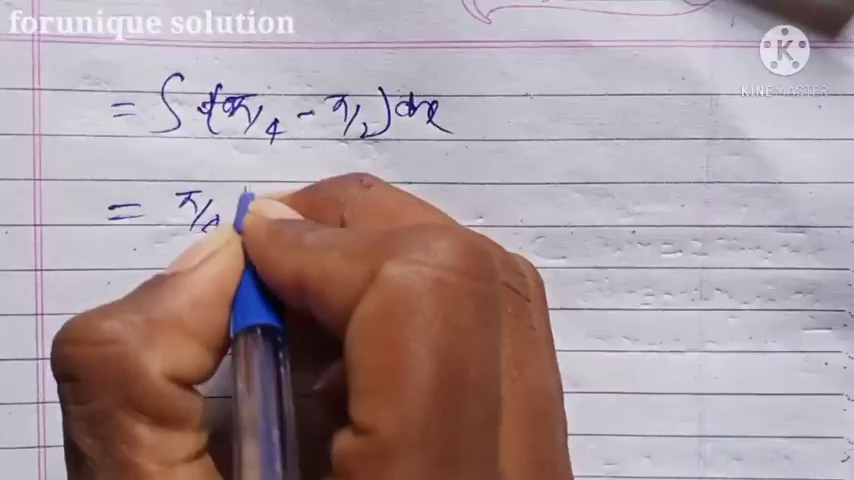 forunique solution
KINEMASTER
= ∫ (π/4 - x/2) dx
= π/4